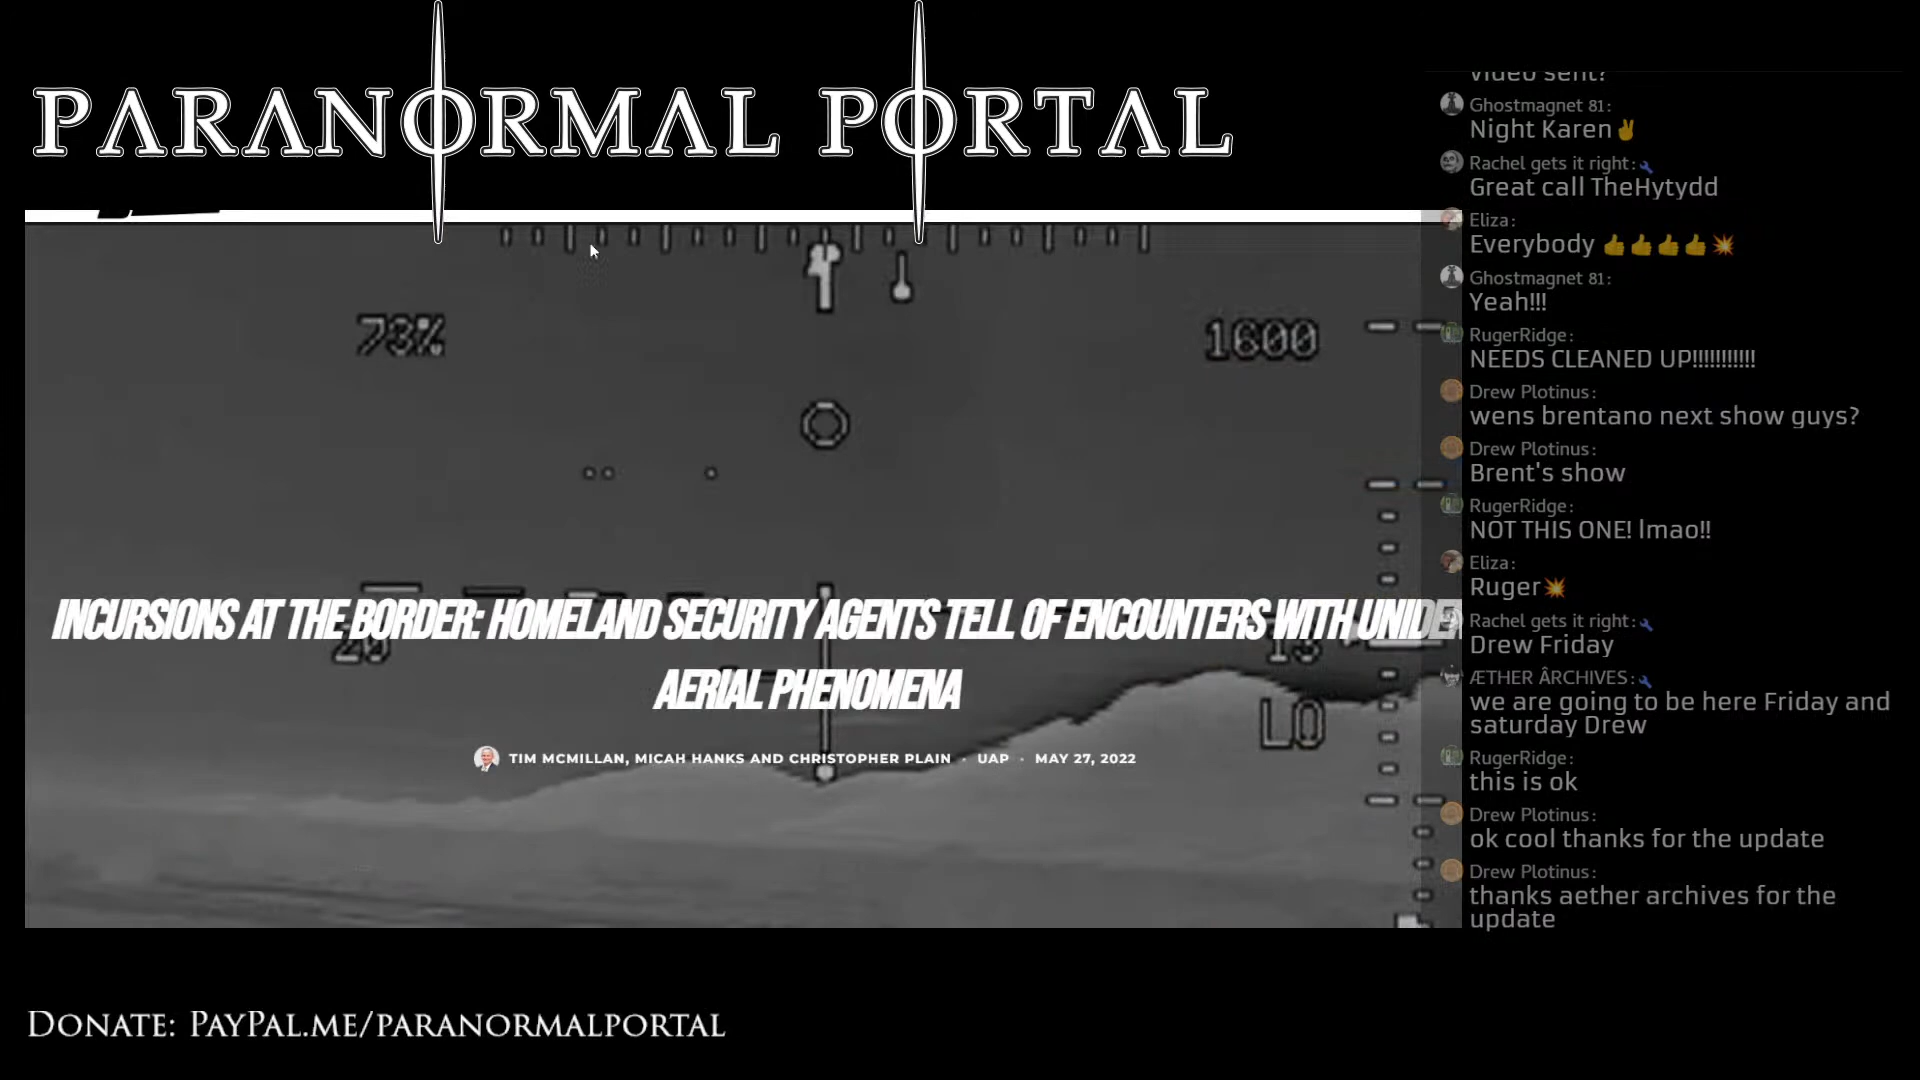 PARANORMAL PORTAL
73%
1600
INCURSIONS AT THE BORDER: HOMELAND SECURITY AGENTS TELL OF ENCOUNTERS WITH
AERIAL PHENOMENA
20
LO
TIM MCMILLAN, MICAH HANKS AND CHRISTOPHER PLAIN · UAP · MAY 27, 2022
video sent?
Ghostmagnet 81:
Night Karen✌
Rachel gets it right:🔧
Great call TheHytydd
Eliza:
Everybody 👍👍👍👍💥
Ghostmagnet 81:
Yeah!!!
RugerRidge:
NEEDS CLEANED UP!!!!!!!!!!!
Drew Plotinus:
wens brentano next show guys?
Drew Plotinus:
Brent's show
RugerRidge:
NOT THIS ONE! lmao!!
Eliza:
Ruger💥
Rachel gets it right:🔧
Drew Friday
ÆTHER ÂRCHIVES:🔧
we are going to be here Friday and
saturday Drew
RugerRidge:
this is ok
Drew Plotinus:
ok cool thanks for the update
Drew Plotinus:
thanks aether archives for the
update
Donate: PayPal.me/paranormalportal